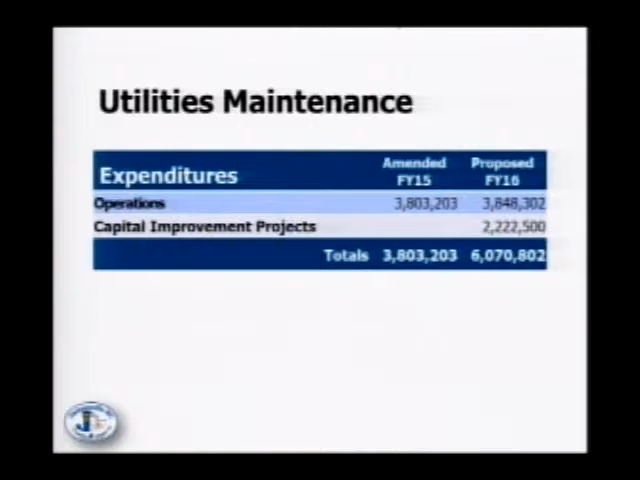 Utilities Maintenance
Expenditures Amended FY15 Proposed FY16
Operations 3,803,203 3,848,302
Capital Improvement Projects 2,222,500
Totals 3,803,203 6,070,802